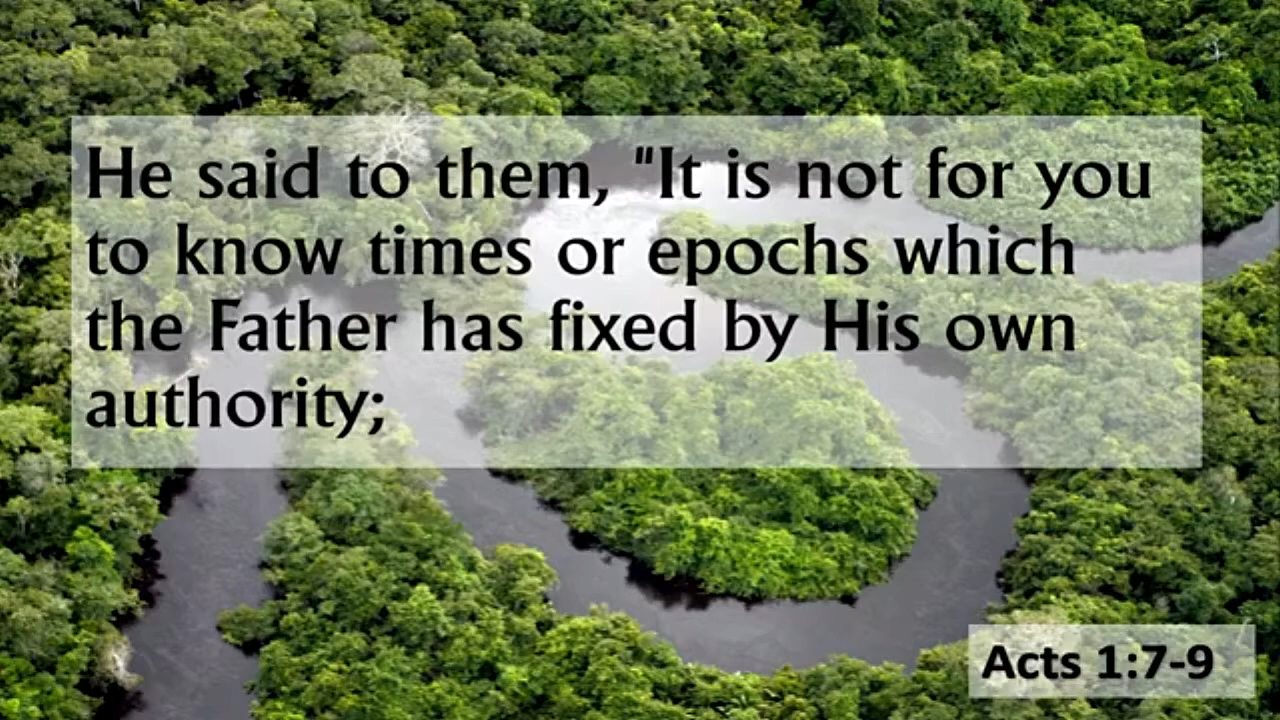 He said to them, "It is not for you
to know times or epochs which
the Father has fixed by His own
authority;
Acts 1:7-9